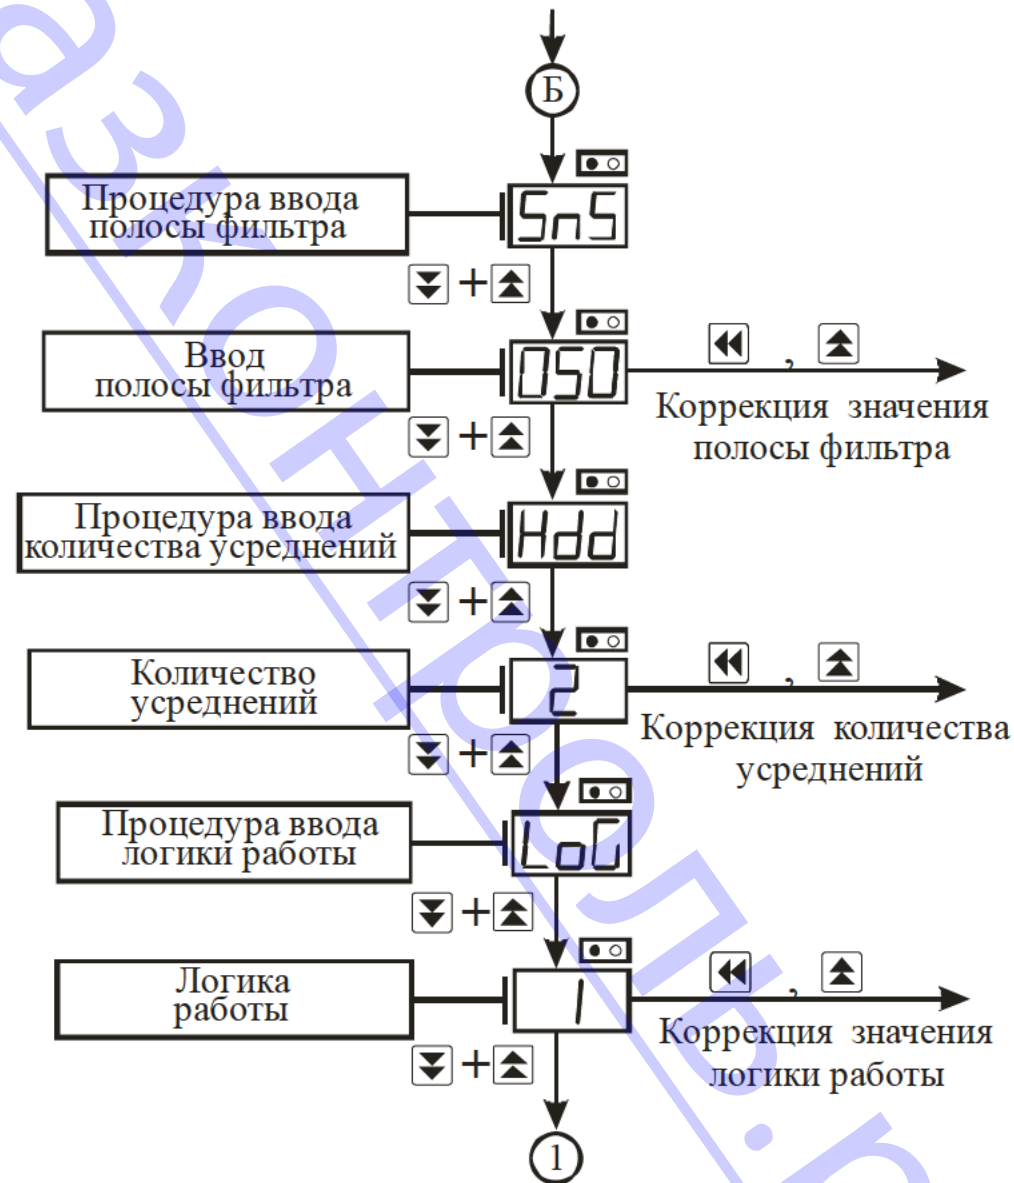 Б
Процедура ввода
полосы фильтра
SnS
+
Ввод
полосы фильтра
050
,
Коррекция значения
полосы фильтра
+
Процедура ввода
количества усреднений
Hdd
+
Количество
усреднений
2
,
Коррекция количества
усреднений
+
Процедура ввода
логики работы
LoG
+
Логика
работы
1
,
Коррекция значения
логики работы
+
1